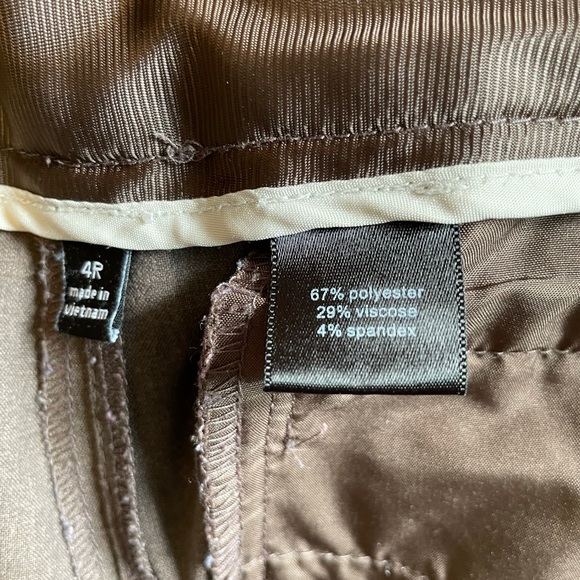 4R
made in
vietnam
67% polyester
29% viscose
4% spandex